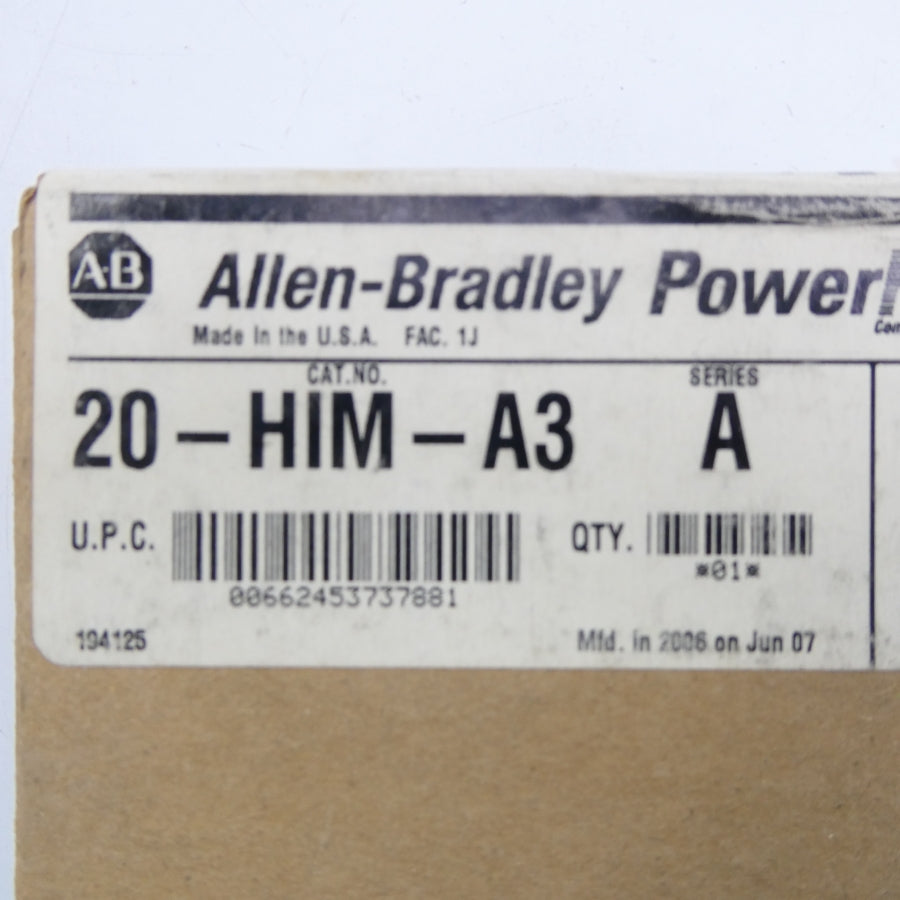 A-B Allen-Bradley Power
Made in the U.S.A. FAC. 1J
CAT.NO. SERIES
20-HIM-A3 A
U.P.C. QTY.
*01*
00662453737881
194125 Mfd. in 2006 on Jun 07